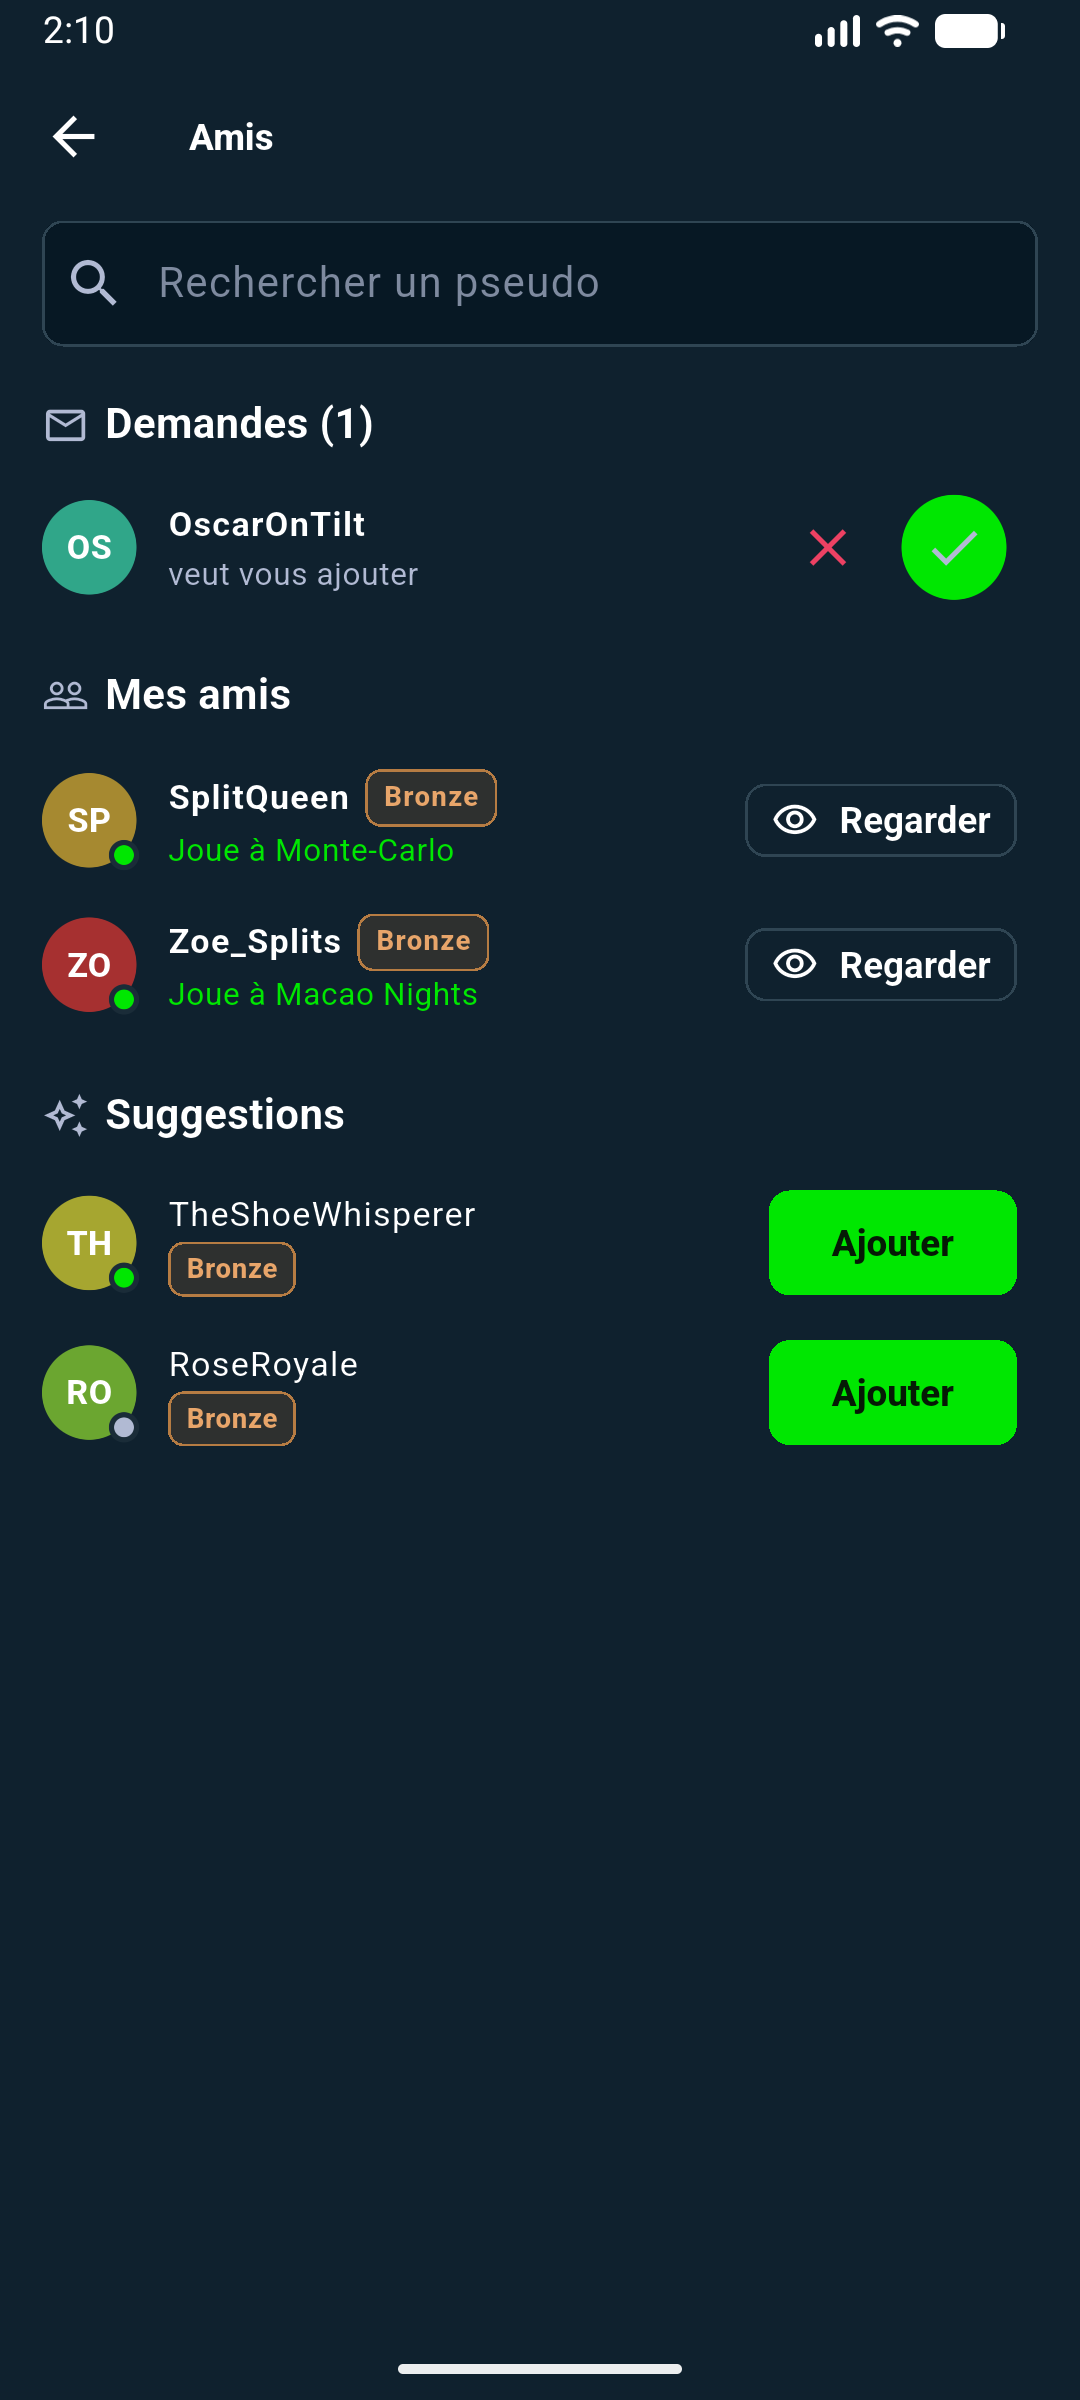 2:10
Amis
Rechercher un pseudo
Demandes (1)
OS
OscarOnTilt
veut vous ajouter
Mes amis
SP
SplitQueen Bronze
Joue à Monte-Carlo
Regarder
ZO
Zoe_Splits Bronze
Joue à Macao Nights
Regarder
Suggestions
TH
TheShoeWhisperer
Bronze
Ajouter
RO
RoseRoyale
Bronze
Ajouter